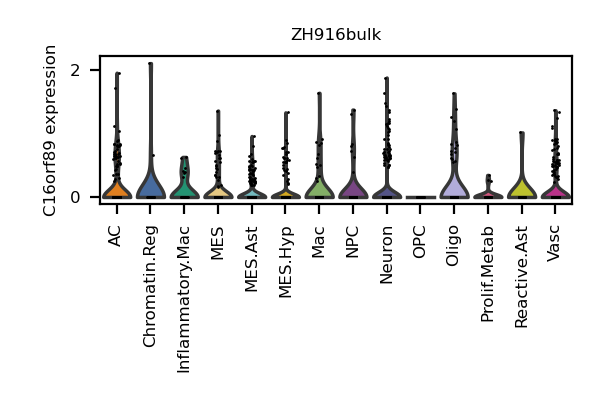 ZH916bulk
C16orf89 expression
2
0
AC
Chromatin.Reg
Inflammatory.Mac
MES
MES.Ast
MES.Hyp
Mac
NPC
Neuron
OPC
Oligo
Prolif.Metab
Reactive.Ast
Vasc